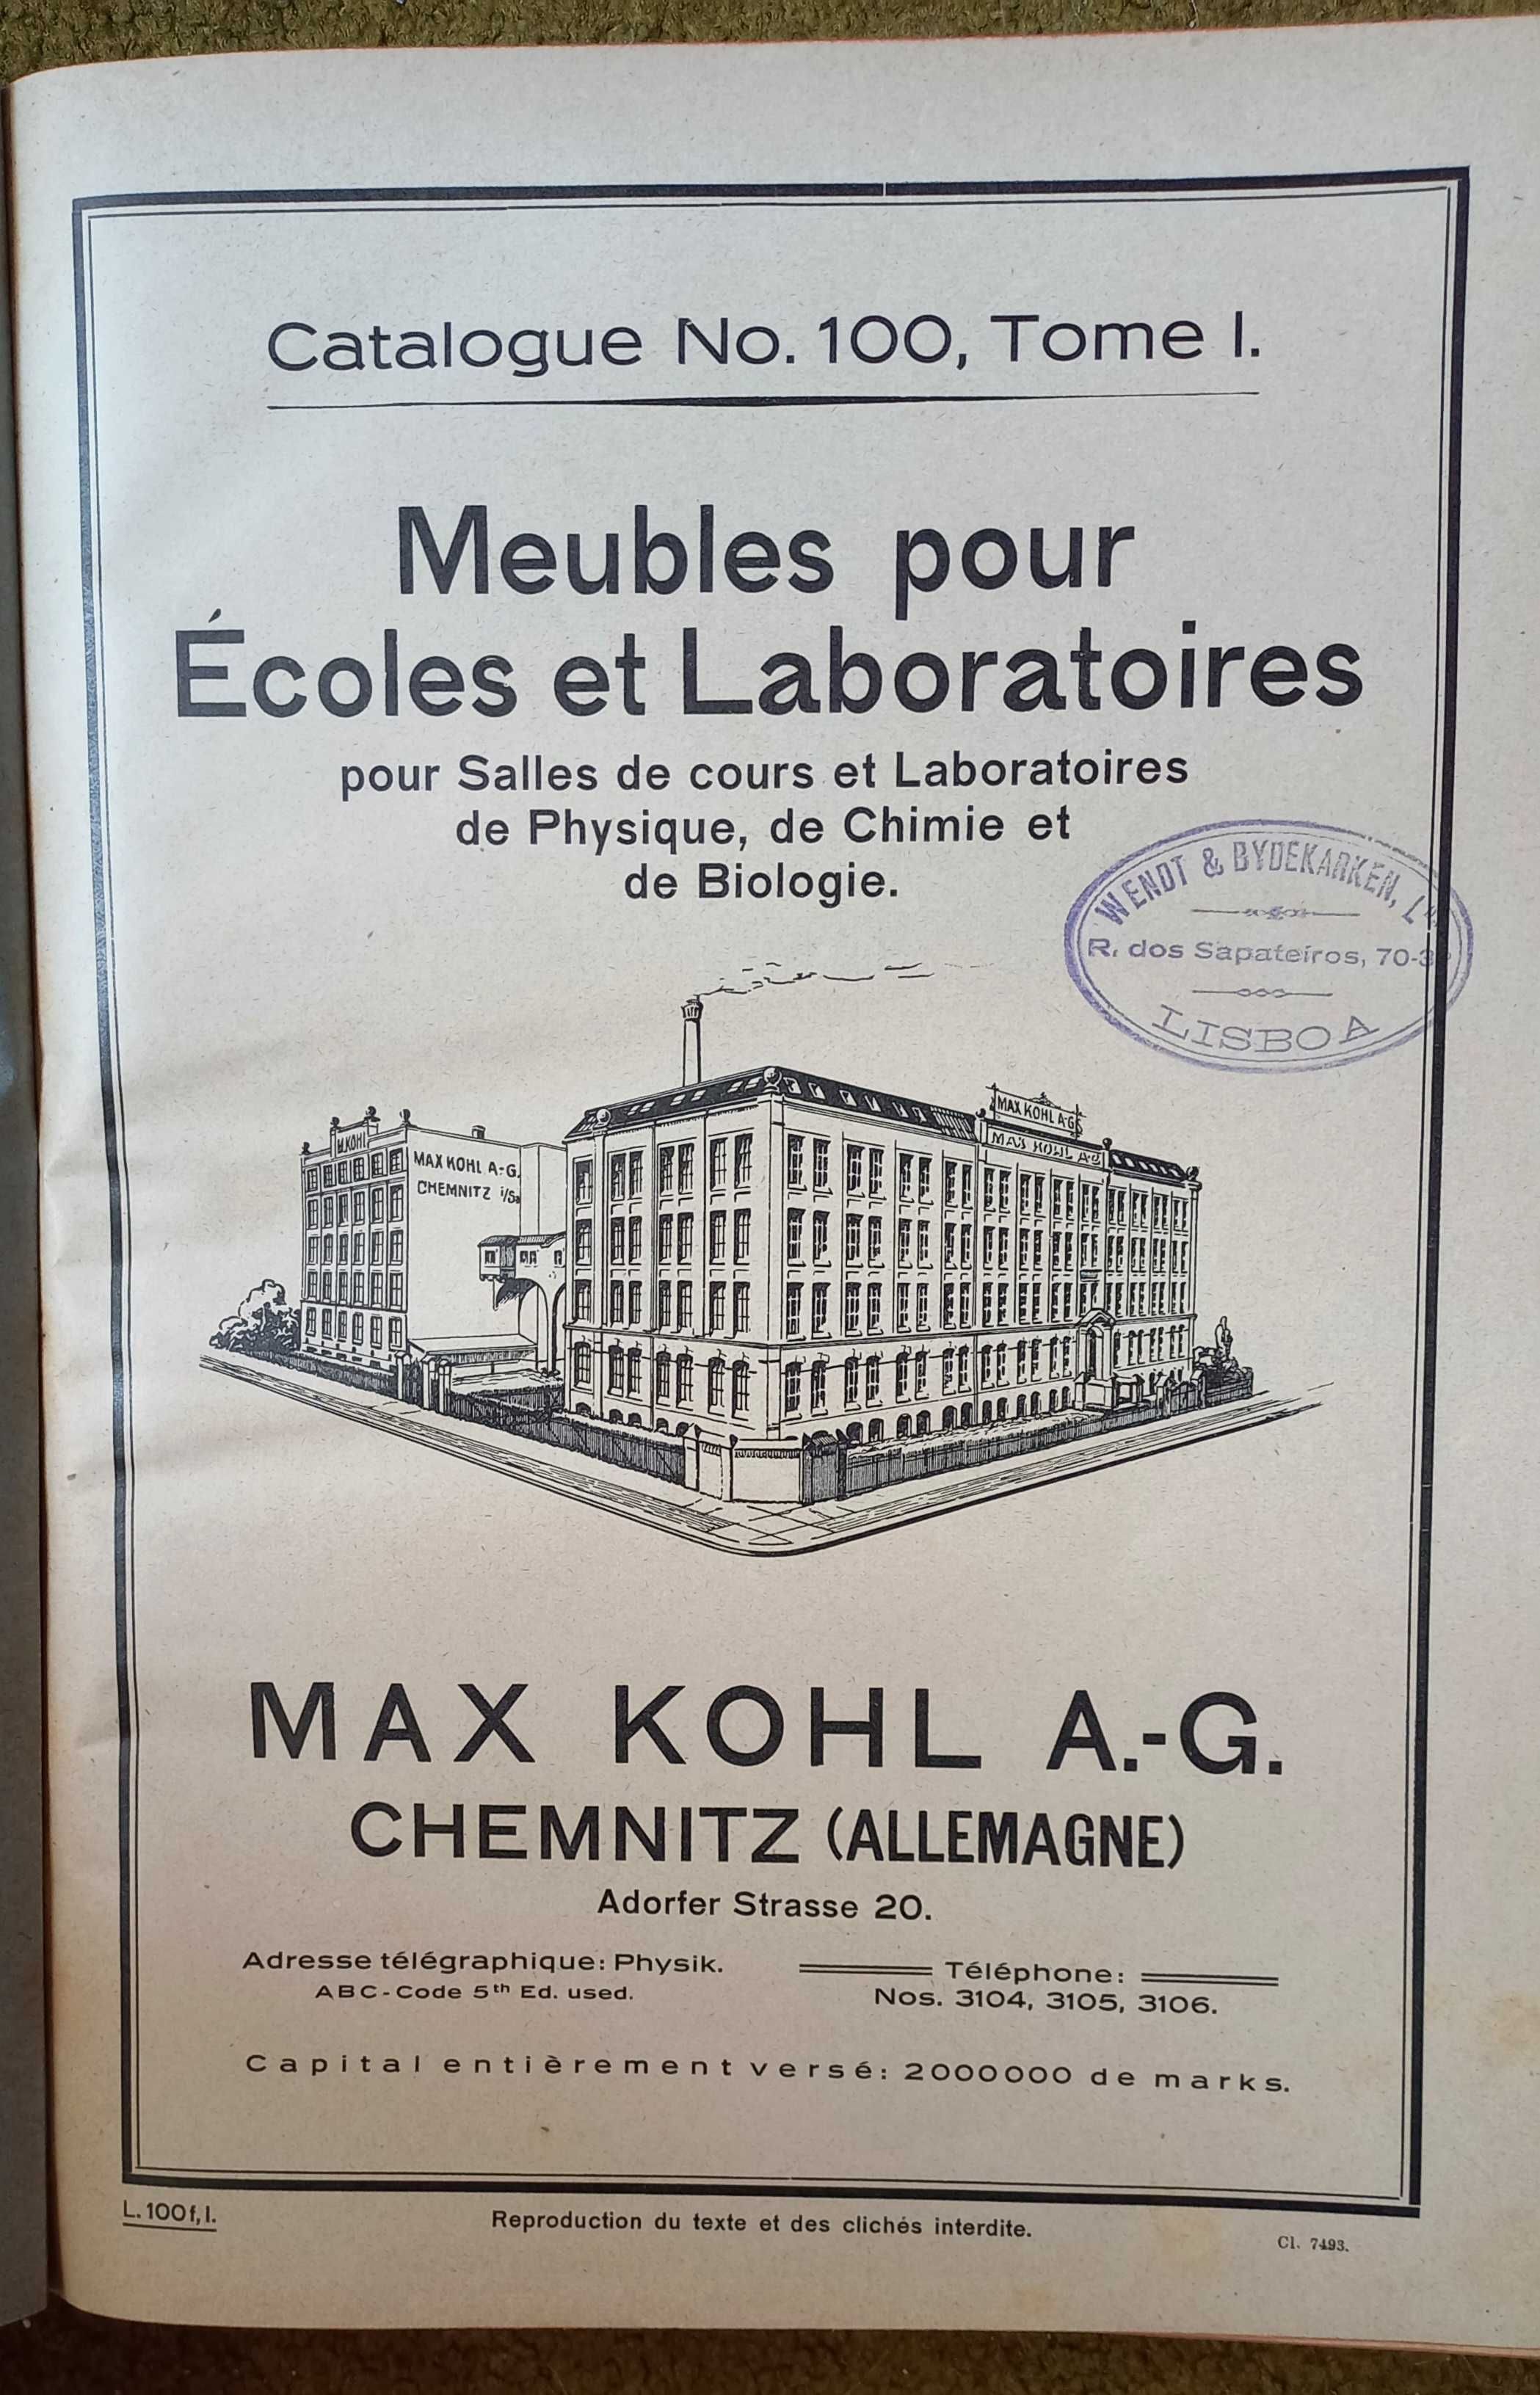 Catalogue No. 100, Tome I.
Meubles pour
Écoles et Laboratoires
pour Salles de cours et Laboratoires
de Physique, de Chimie et
de Biologie.
WENDT & BYDEKARKEN, L
R. dos Sapateiros, 70-3
LISBOA
MAX KOHL A-G
MAX KOHL A-G
M.KOHL
MAX KOHL A.-G.
CHEMNITZ i/Sa
MAX KOHL A.-G.
CHEMNITZ (ALLEMAGNE)
Adorfer Strasse 20.
Adresse télégraphique: Physik.
ABC-Code 5th Ed. used.
Téléphone:
Nos. 3104, 3105, 3106.
Capital entièrement versé: 2000000 de marks.
L. 100 f, I.
Reproduction du texte et des clichés interdite.
Cl. 7493.